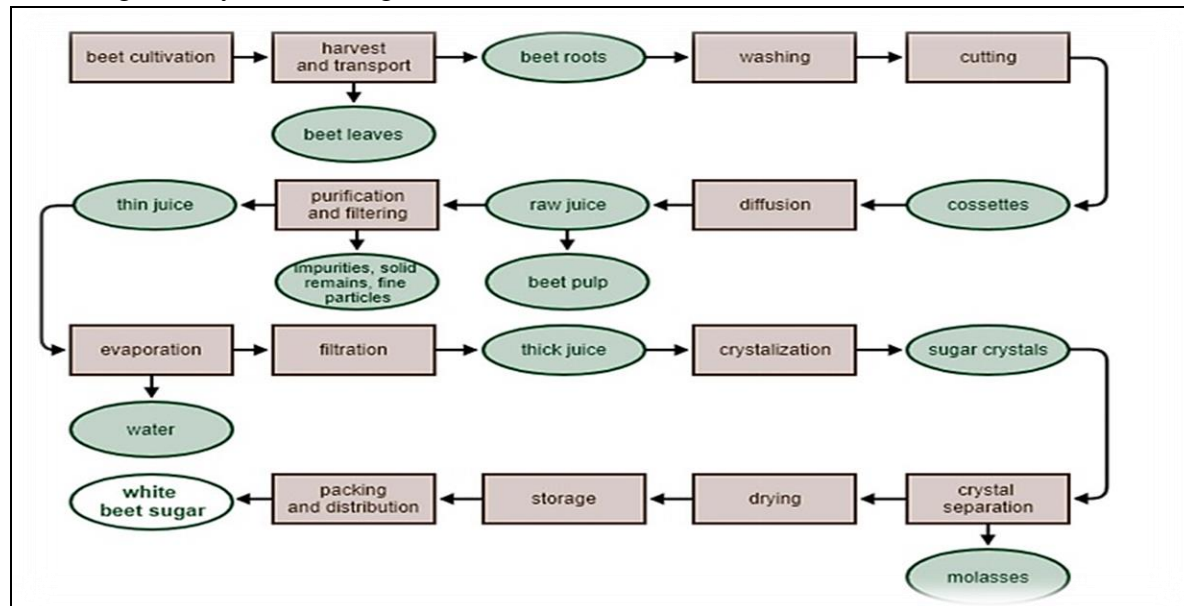 beet cultivation
harvest
and transport
beet roots
washing
cutting
beet leaves
thin juice
purification
and filtering
raw juice
diffusion
cossettes
impurities, solid
remains, fine
particles
beet pulp
evaporation
filtration
thick juice
crystalization
sugar crystals
water
white
beet sugar
packing
and distribution
storage
drying
crystal
separation
molasses